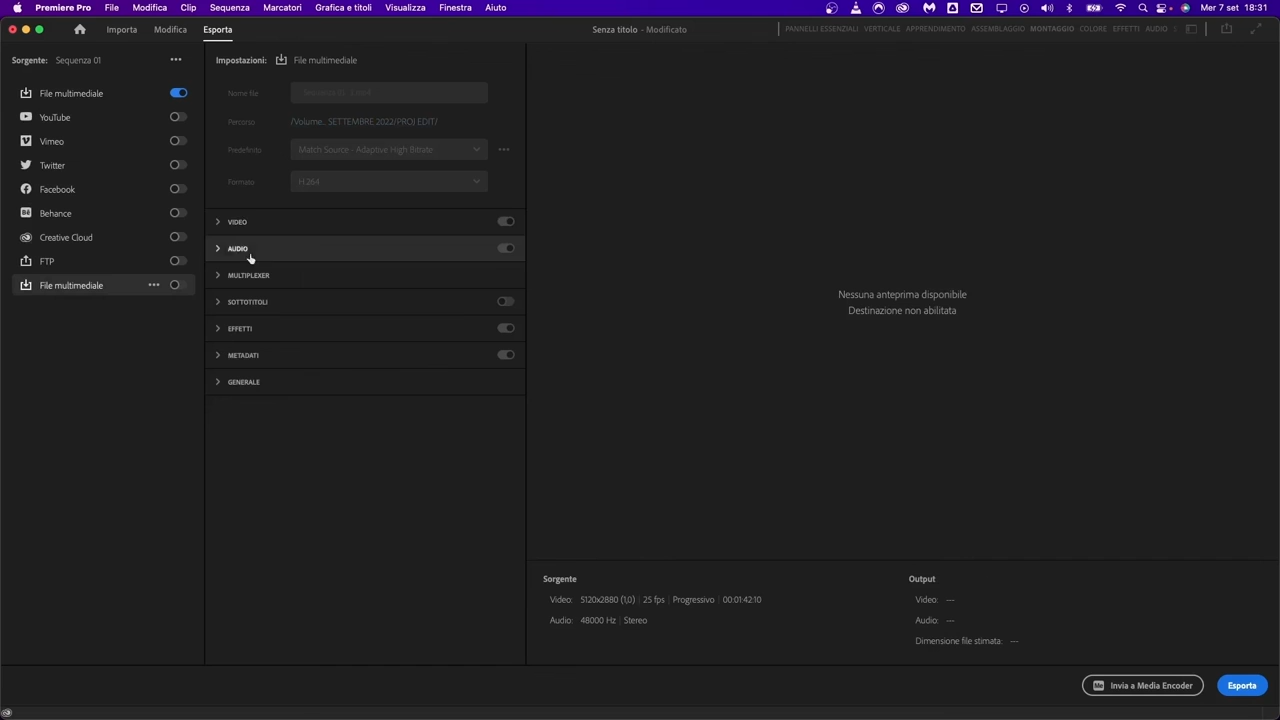 Premiere Pro File Modifica Clip Sequenza Marcatori Grafica e titoli Visualizza Finestra Aiuto Mer 7 set 18:31
Importa Modifica Esporta Senza titolo - Modificato PANNELLI ESSENZIALI VERTICALE APPRENDIMENTO ASSEMBLAGGIO MONTAGGIO COLORE EFFETTI AUDIO
Sorgente: Sequenza 01
File multimediale
YouTube
Vimeo
Twitter
Facebook
Behance
Creative Cloud
FTP
File multimediale
Impostazioni: File multimediale
Nome file
Percorso /Volume... SETTEMBRE 2022/PROJ EDIT/
Predefinito Match Source - Adaptive High Bitrate
Formato H.264
VIDEO
AUDIO
MULTIPLEXER
SOTTOTITOLI
EFFETTI
METADATI
GENERALE
Nessuna anteprima disponibile
Destinazione non abilitata
Sorgente
Video: 5120x2880 (1,0) | 25 fps | Progressivo | 00:01:42:10
Audio: 48000 Hz | Stereo
Output
Video: ---
Audio: ---
Dimensione file stimata: ---
Me Invia a Media Encoder Esporta